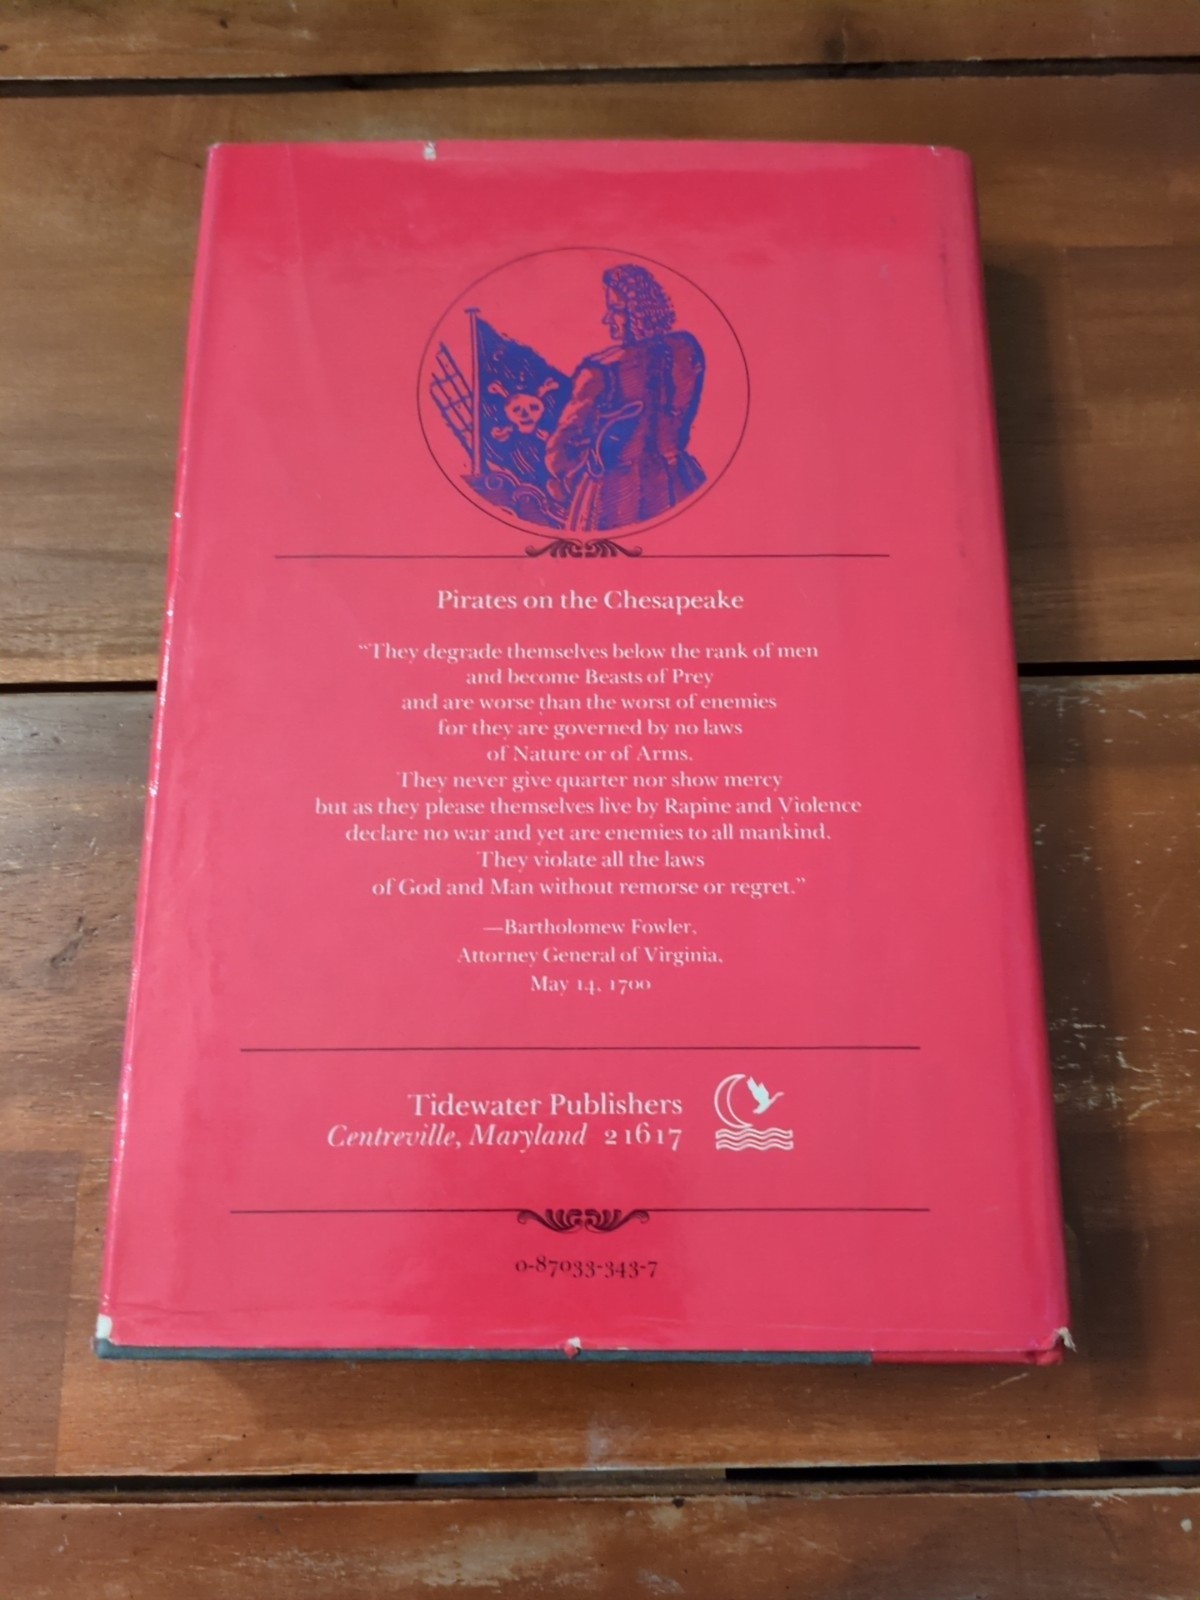 Pirates on the Chesapeake
“They degrade themselves below the rank of men
and become Beasts of Prey
and are worse than the worst of enemies
for they are governed by no laws
of Nature or of Arms.
They never give quarter nor show mercy
but as they please themselves live by Rapine and Violence
declare no war and yet are enemies to all mankind.
They violate all the laws
of God and Man without remorse or regret.”
—Bartholomew Fowler,
Attorney General of Virginia,
May 14, 1700
Tidewater Publishers
Centreville, Maryland 21617
0-87033-343-7